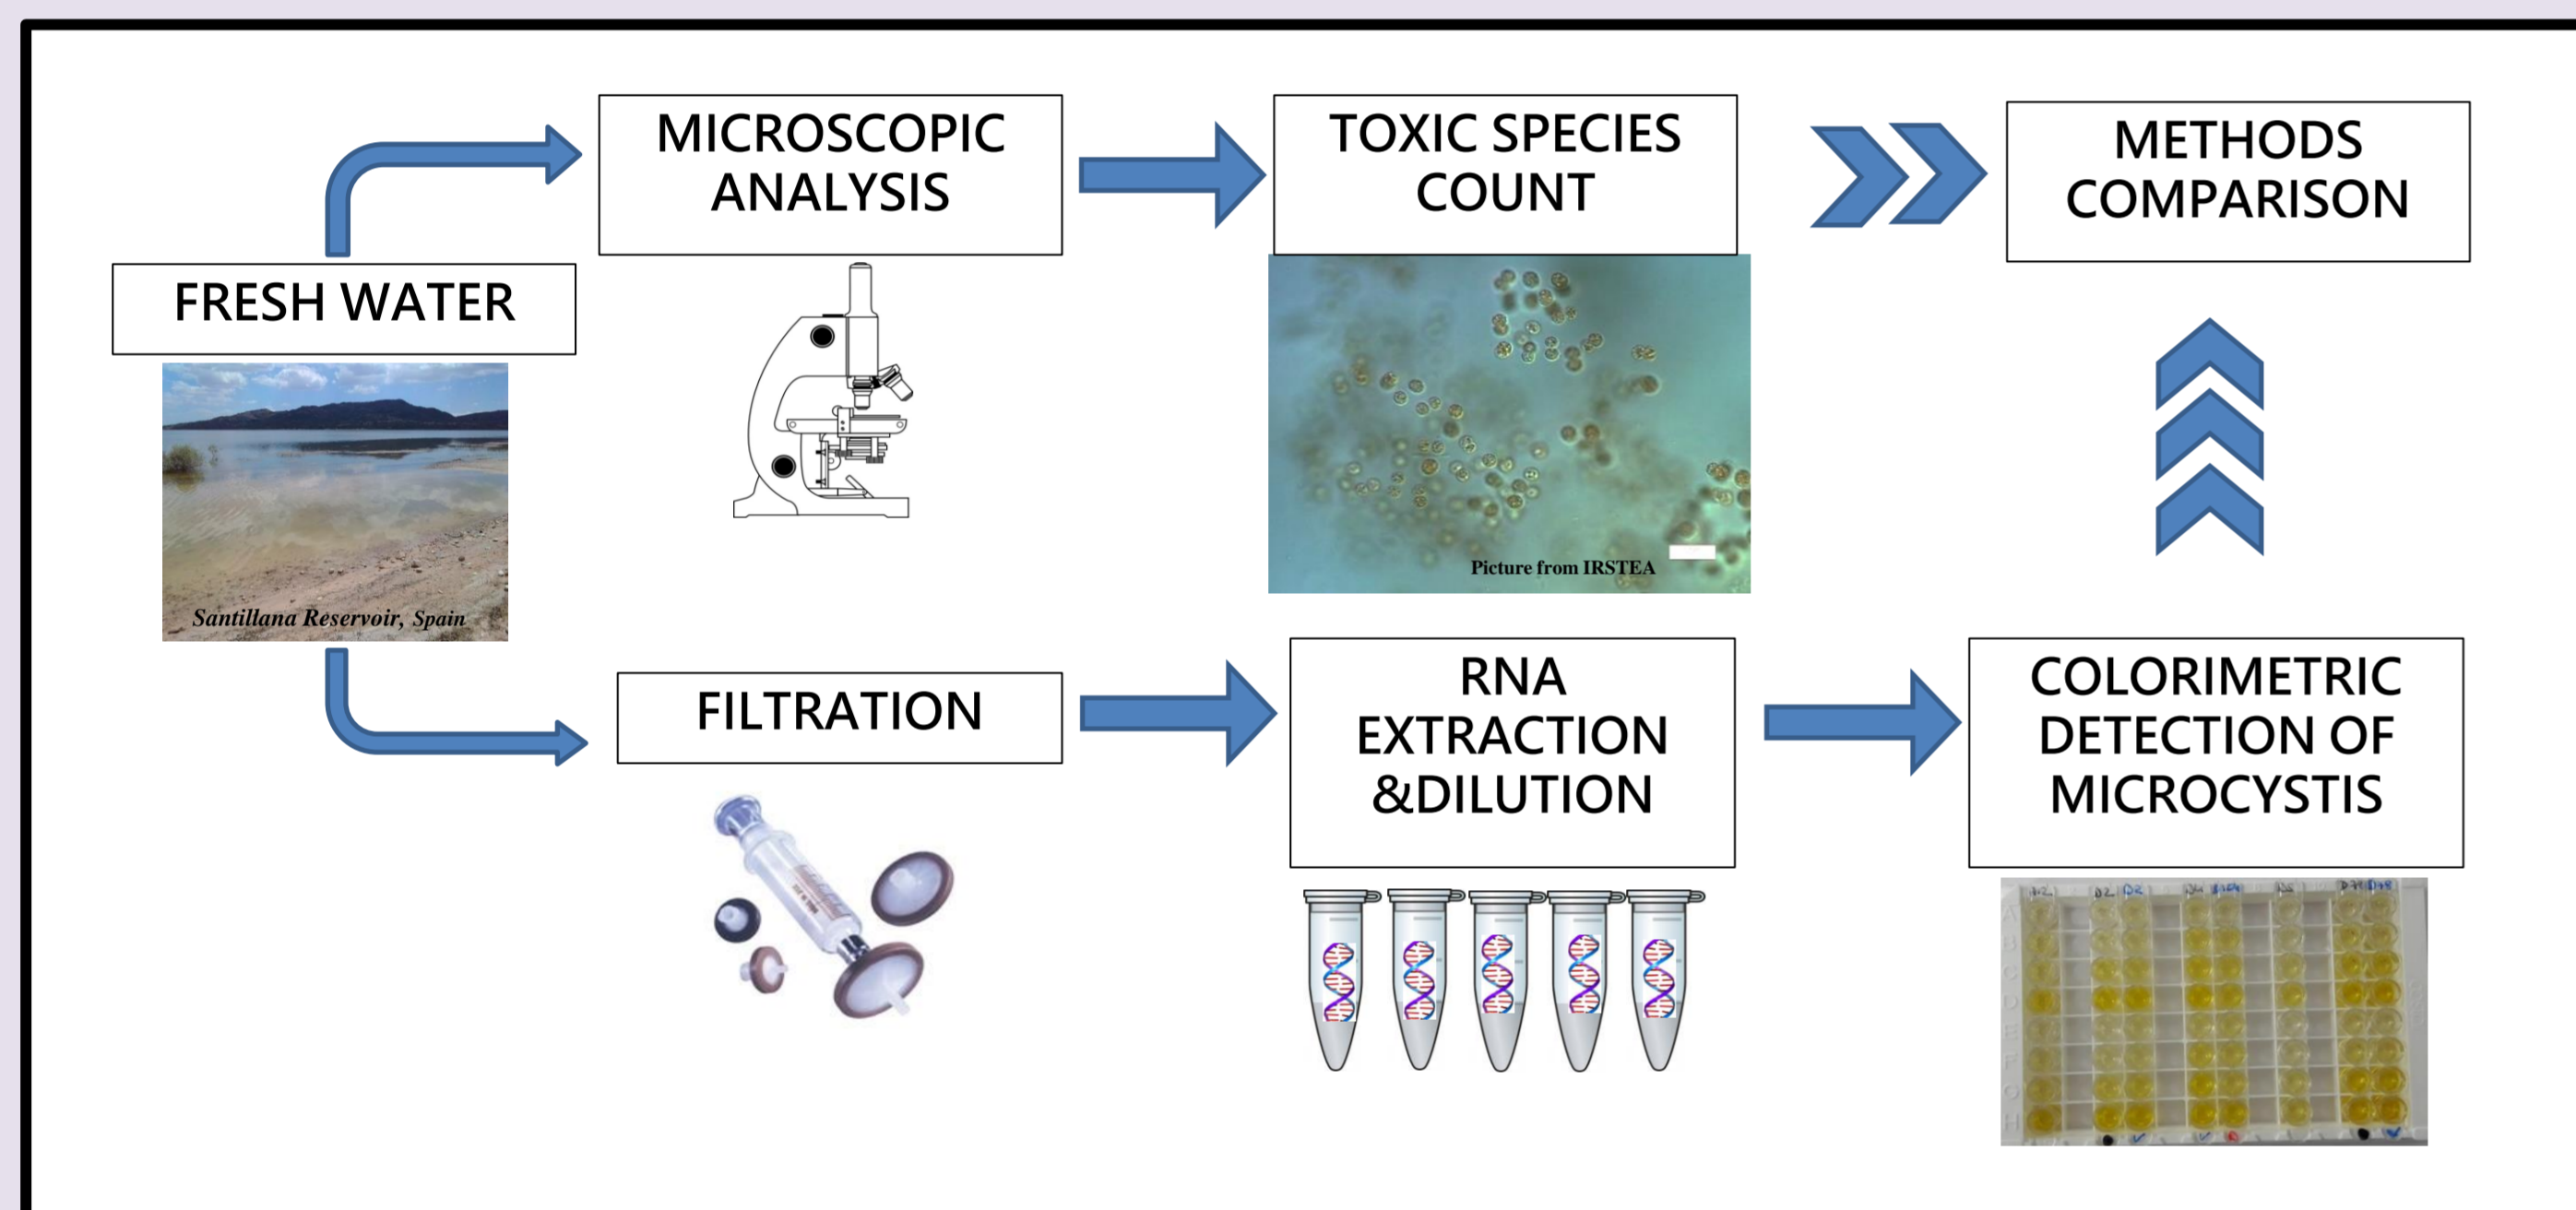 MICROSCOPIC
ANALYSIS
TOXIC SPECIES
COUNT
METHODS
COMPARISON
FRESH WATER
Santillana Reservoir, Spain
Picture from IRSTEA
FILTRATION
RNA
EXTRACTION
&DILUTION
COLORIMETRIC
DETECTION OF
MICROCYSTIS